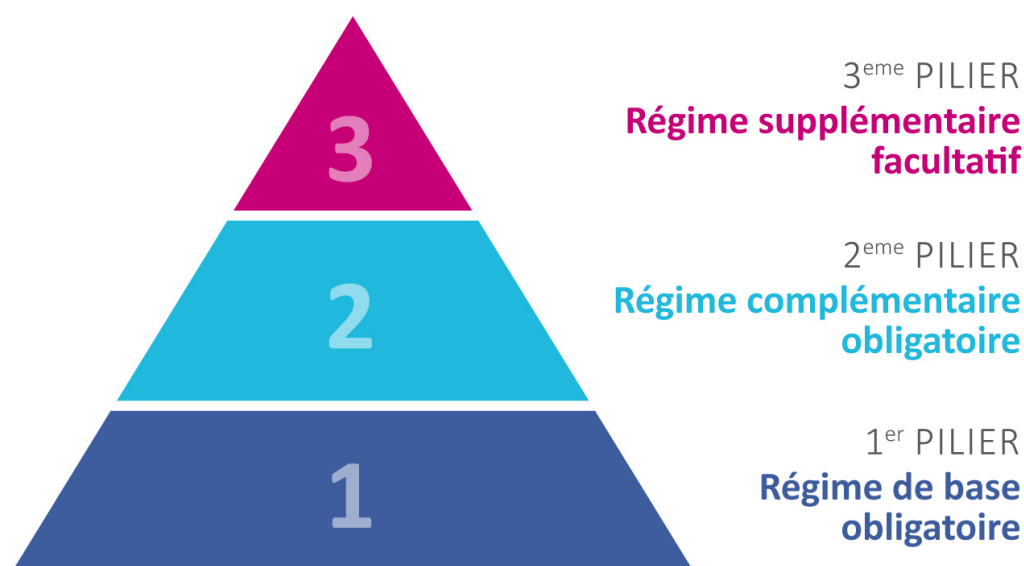 3
3eme PILIER
Régime supplémentaire
facultatif
2
2eme PILIER
Régime complémentaire
obligatoire
1
1er PILIER
Régime de base
obligatoire